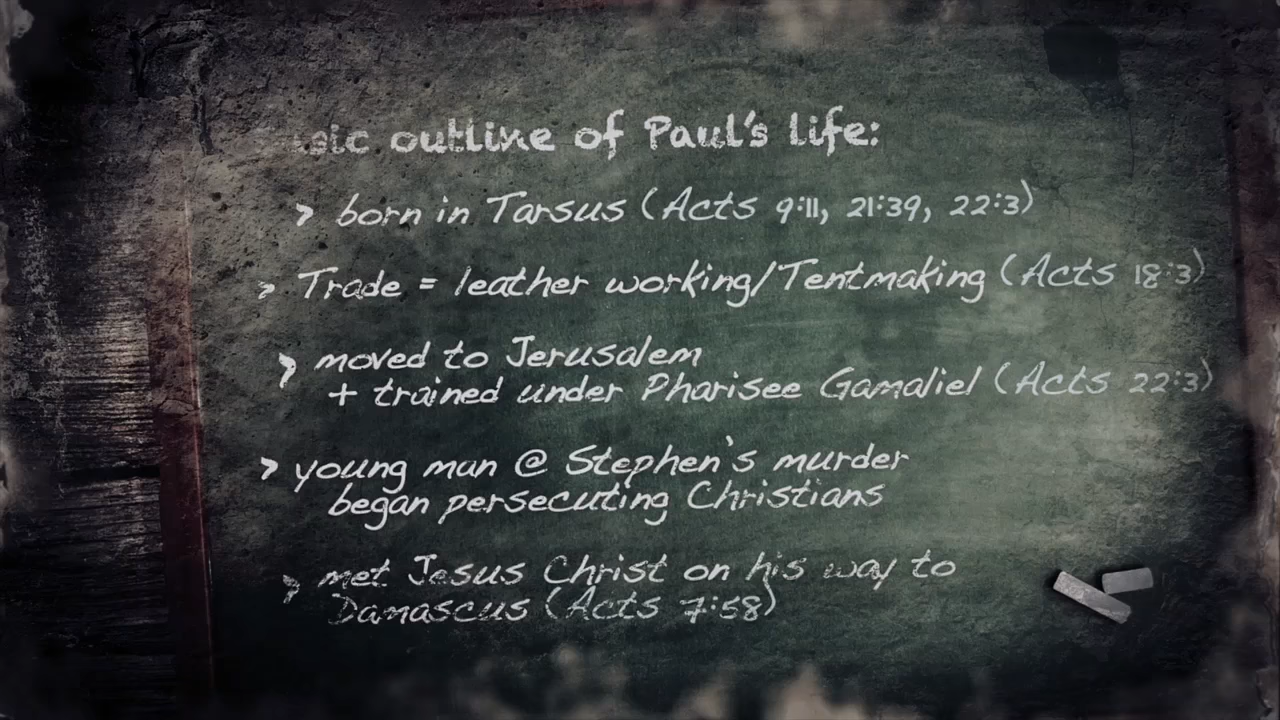 outline of Paul's life:
> born in Tarsus (Acts 9:11, 21:39, 22:3)
> Trade = leather working/Tentmaking (Acts 18:3)
> moved to Jerusalem
+ trained under Pharisee Gamaliel (Acts 22:3)
> young man @ Stephen's murder
began persecuting Christians
> met Jesus Christ on his way to
Damascus (Acts 7:58)